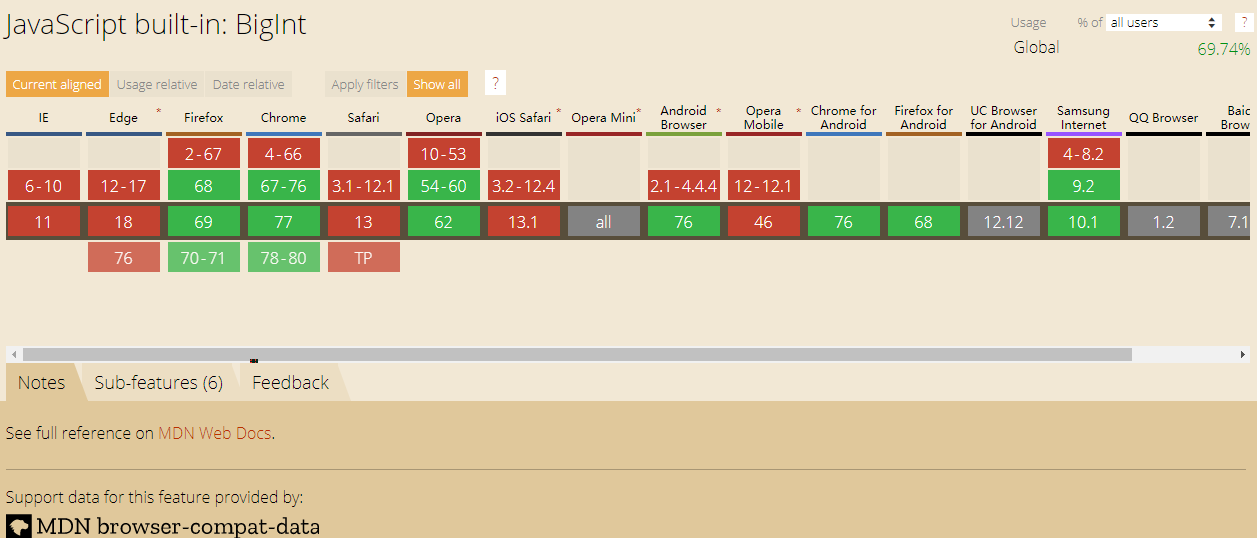 JavaScript built-in: BigInt
Usage % of all users ?
Global 69.74%
Current aligned Usage relative Date relative Apply filters Show all ?
IE Edge * Firefox Chrome Safari Opera iOS Safari * Opera Mini * Android Browser * Opera Mobile * Chrome for Android Firefox for Android UC Browser for Android Samsung Internet QQ Browser
2-67 4-66 10-53 4-8.2
6-10 12-17 68 67-76 3.1-12.1 54-60 3.2-12.4 2.1-4.4.4 12-12.1 9.2
11 18 69 77 13 62 13.1 all 76 46 76 68 12.12 10.1 1.2 7.1
76 70-71 78-80 TP
Notes Sub-features (6) Feedback
See full reference on MDN Web Docs.
Support data for this feature provided by:
MDN browser-compat-data